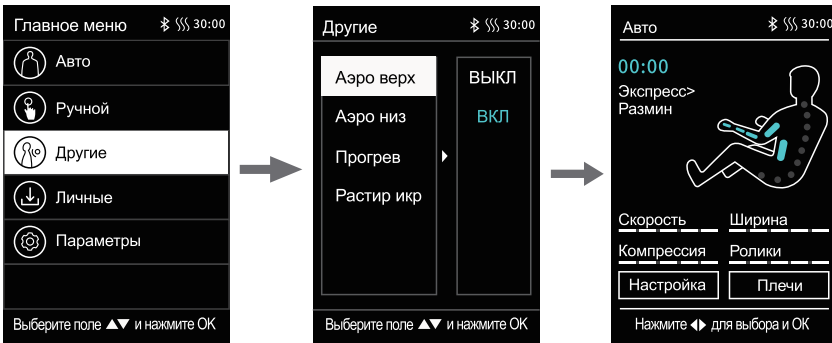 Главное меню 30:00
Авто
Ручной
Другие
Личные
Параметры
Выберите поле ▲▼ и нажмите OK
Другие 30:00
Аэро верх ВЫКЛ
Аэро низ ВКЛ
Прогрев
Растир икр
Выберите поле ▲▼ и нажмите OK
Авто 30:00
00:00
Экспресс>
Размин
Скорость Ширина
Компрессия Ролики
Настройка Плечи
Нажмите ◀▶ для выбора и ОК